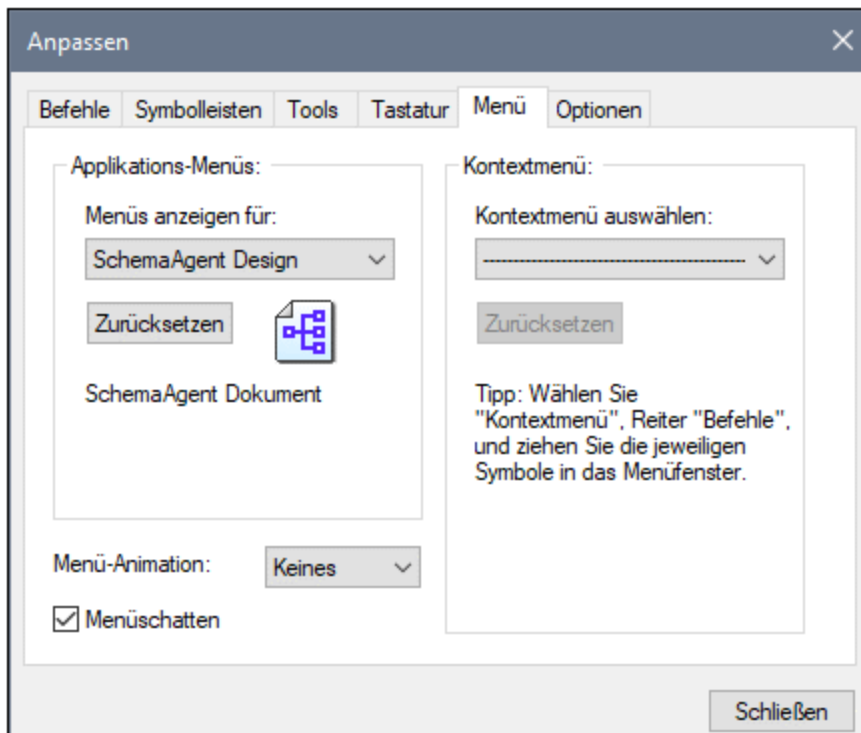 Anpassen
Befehle Symbolleisten Tools Tastatur Menü Optionen
Applikations-Menüs:
Menüs anzeigen für:
SchemaAgent Design
Zurücksetzen
SchemaAgent Dokument
Kontextmenü:
Kontextmenü auswählen:
Zurücksetzen
Tipp: Wählen Sie
"Kontextmenü", Reiter "Befehle",
und ziehen Sie die jeweiligen
Symbole in das Menüfenster.
Menü-Animation: Keines
Menüschatten
Schließen